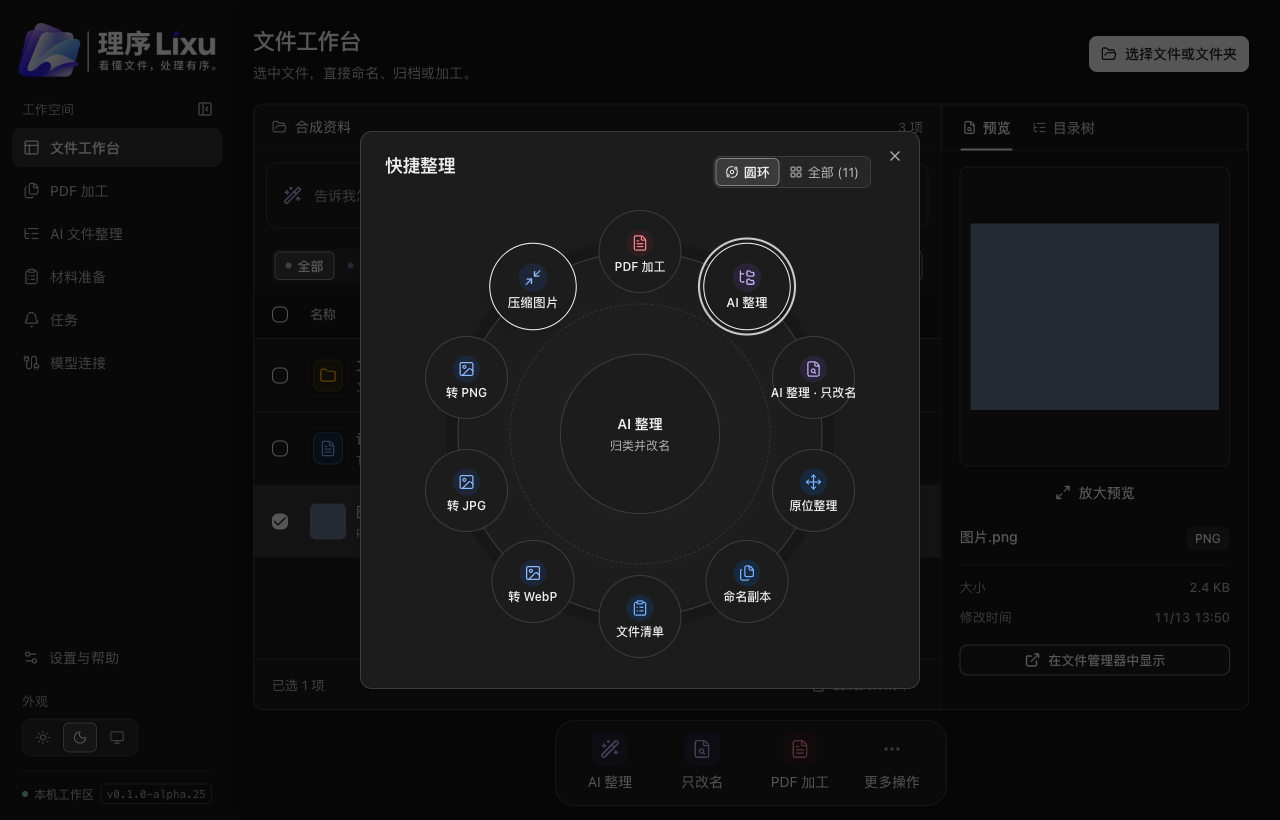 理序 Lixu
看懂文件，处理有序。
工作空间
文件工作台
PDF 加工
AI 文件整理
材料准备
任务
模型连接
设置与帮助
外观
本机工作区 v0.1.0-alpha.25
文件工作台
选中文件，直接命名、归档或加工。
选择文件或文件夹
合成资料
3 项
告诉我
全部
名称
已选 1 项
快捷整理
圆环
全部 (11)
PDF 加工
AI 整理
AI 整理 · 只改名
原位整理
命名副本
文件清单
转 WebP
转 JPG
转 PNG
压缩图片
AI 整理
归类并改名
预览
目录树
放大预览
图片.png
PNG
大小
2.4 KB
修改时间
11/13 13:50
在文件管理器中显示
AI 整理
只改名
PDF 加工
更多操作